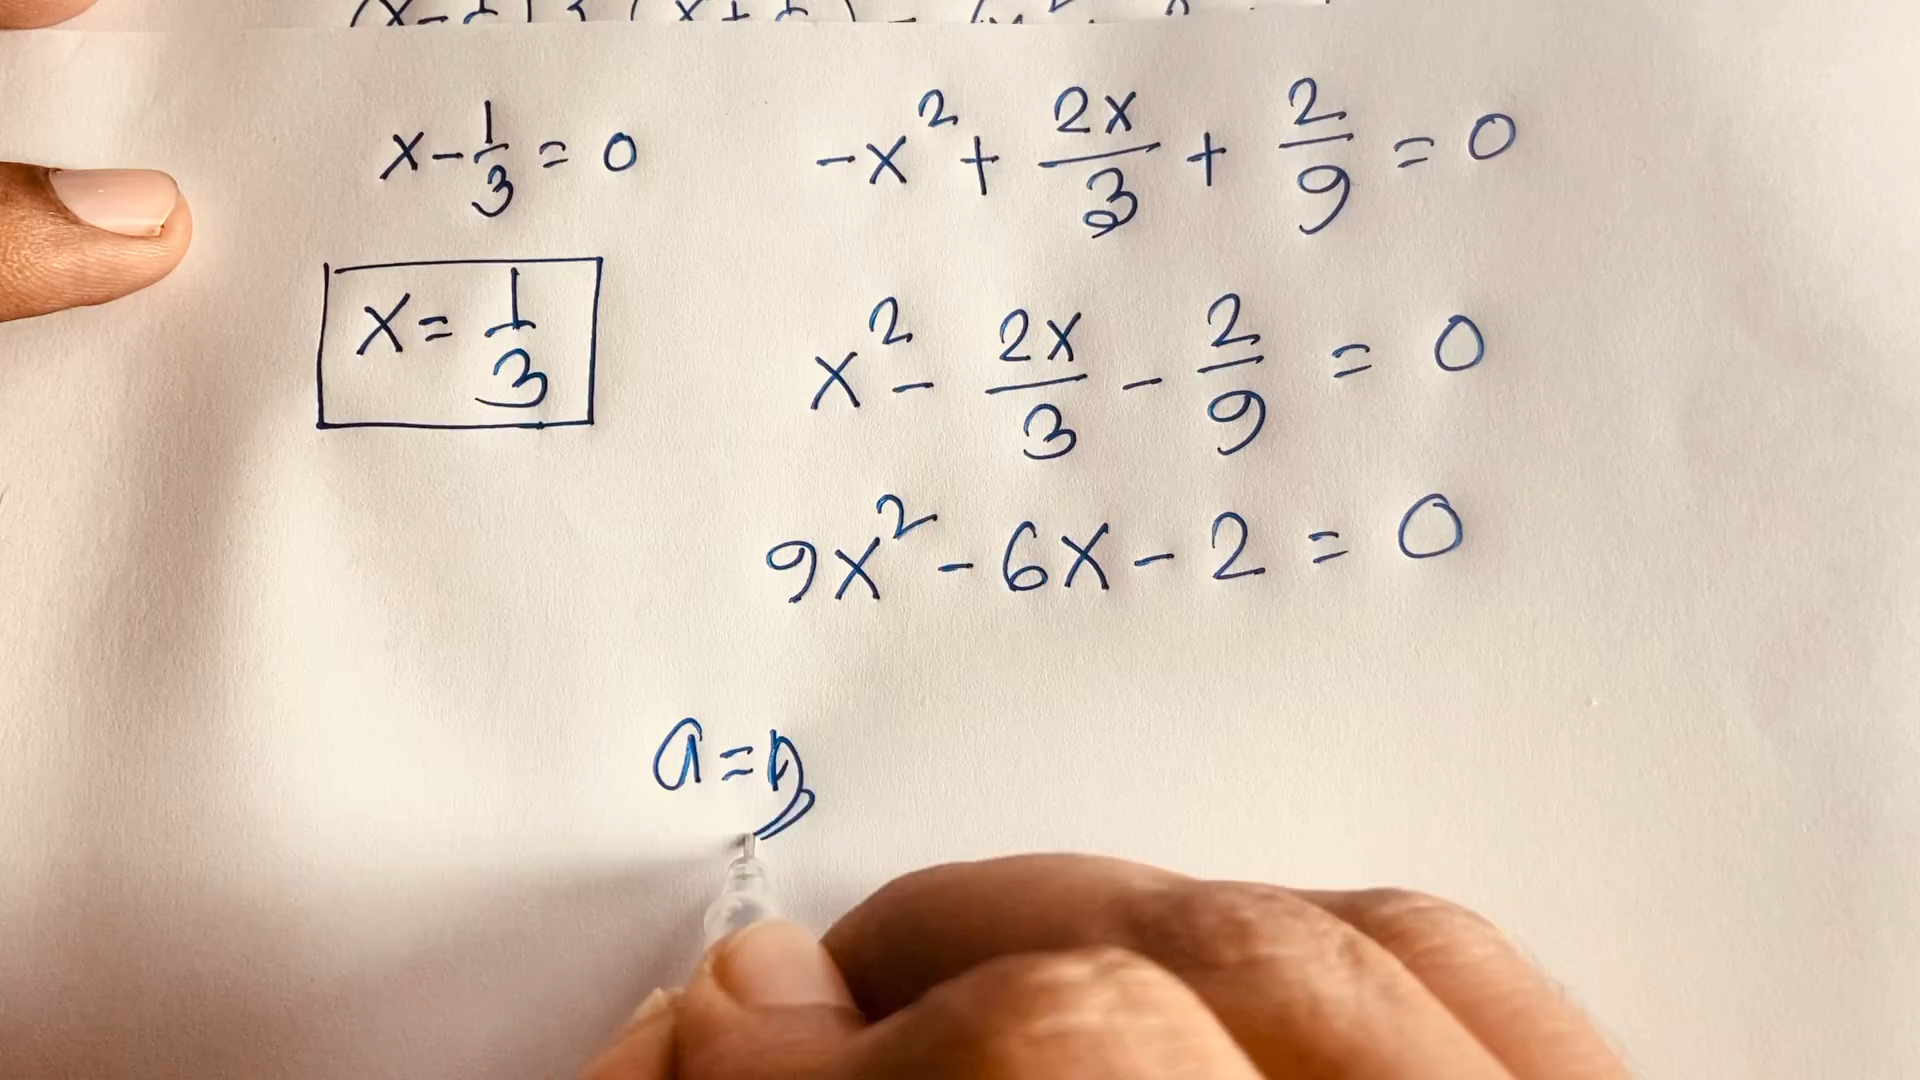 x - 1/3 = 0
x = 1/3
-x² + 2x/3 + 2/9 = 0
x² - 2x/3 - 2/9 = 0
9x² - 6x - 2 = 0
a =